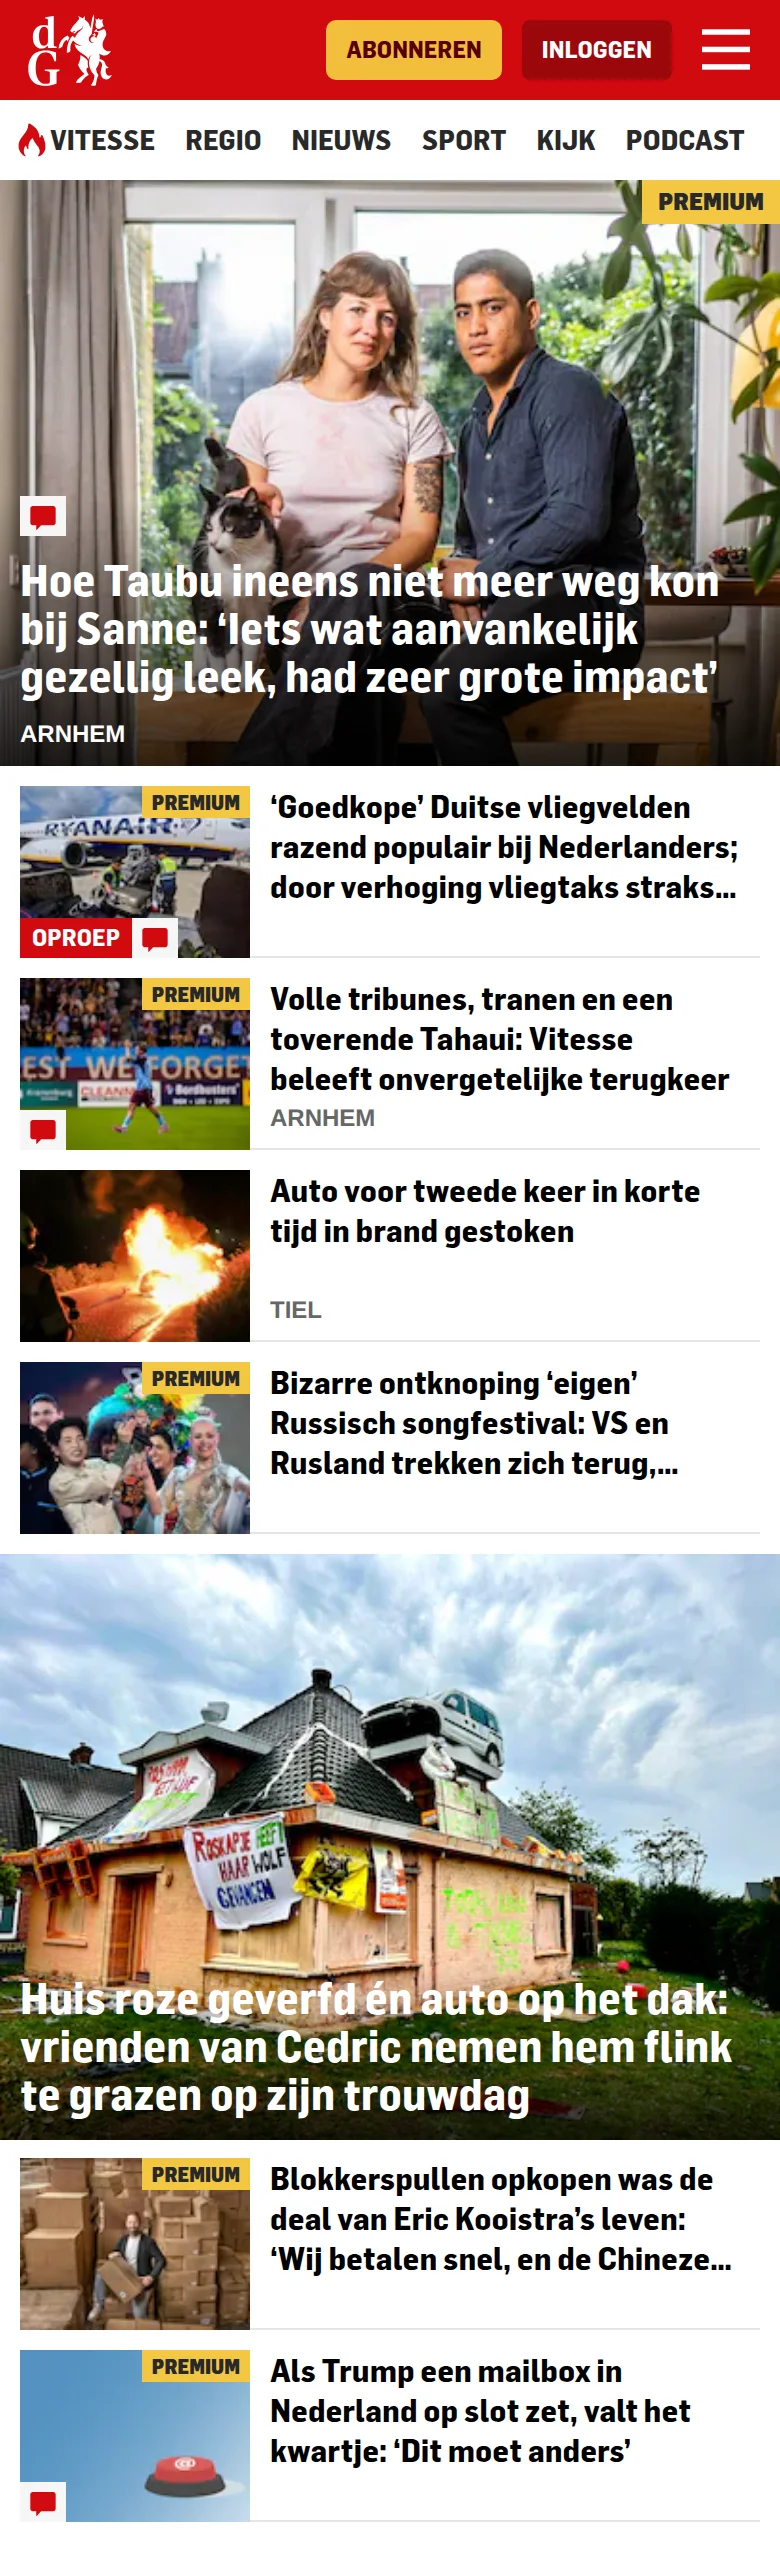 dG
ABONNEREN
INLOGGEN
VITESSE REGIO NIEUWS SPORT KIJK PODCAST
PREMIUM
Hoe Taubu ineens niet meer weg kon
bij Sanne: ‘Iets wat aanvankelijk
gezellig leek, had zeer grote impact’
ARNHEM
PREMIUM
RYANAIR
OPROEP
‘Goedkope’ Duitse vliegvelden
razend populair bij Nederlanders;
door verhoging vliegtaks straks...
PREMIUM
EST WE FORGET
CLEAN
Volle tribunes, tranen en een
toverende Tahaui: Vitesse
beleeft onvergetelijke terugkeer
ARNHEM
Auto voor tweede keer in korte
tijd in brand gestoken
TIEL
PREMIUM
Bizarre ontknoping ‘eigen’
Russisch songfestival: VS en
Rusland trekken zich terug,...
ROSKAPJE HEEFT
HAAR WOLF
GEVANGEN
Huis roze geverfd én auto op het dak:
vrienden van Cedric nemen hem flink
te grazen op zijn trouwdag
PREMIUM
Blokkerspullen opkopen was de
deal van Eric Kooistra’s leven:
‘Wij betalen snel, en de Chineze...
PREMIUM
Als Trump een mailbox in
Nederland op slot zet, valt het
kwartje: ‘Dit moet anders’